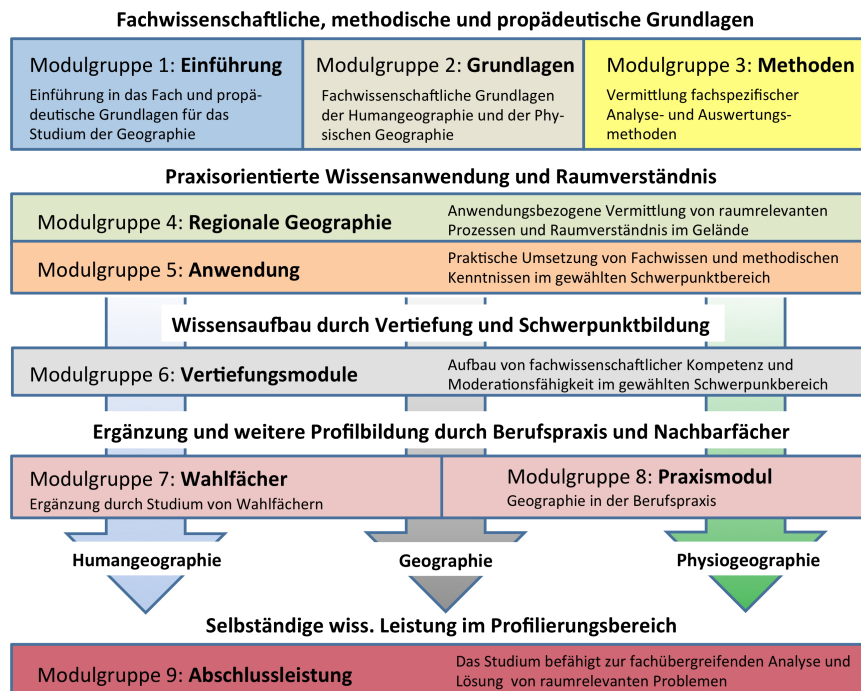 Fachwissenschaftliche, methodische und propädeutische Grundlagen
Modulgruppe 1: Einführung
Einführung in das Fach und propä-
deutische Grundlagen für das
Studium der Geographie
Modulgruppe 2: Grundlagen
Fachwissenschaftliche Grundlagen
der Humangeographie und der Phy-
sischen Geographie
Modulgruppe 3: Methoden
Vermittlung fachspezifischer
Analyse- und Auswertungs-
methoden
Praxisorientierte Wissensanwendung und Raumverständnis
Modulgruppe 4: Regionale Geographie
Anwendungsbezogene Vermittlung von raumrelevanten
Prozessen und Raumverständnis im Gelände
Modulgruppe 5: Anwendung
Praktische Umsetzung von Fachwissen und methodischen
Kenntnissen im gewählten Schwerpunktbereich
Wissensaufbau durch Vertiefung und Schwerpunktbildung
Modulgruppe 6: Vertiefungsmodule
Aufbau von fachwissenschaftlicher Kompetenz und
Moderationsfähigkeit im gewählten Schwerpunkbereich
Ergänzung und weitere Profilbildung durch Berufspraxis und Nachbarfächer
Modulgruppe 7: Wahlfächer
Ergänzung durch Studium von Wahlfächern
Modulgruppe 8: Praxismodul
Geographie in der Berufspraxis
Humangeographie
Geographie
Physiogeographie
Selbständige wiss. Leistung im Profilierungsbereich
Modulgruppe 9: Abschlussleistung
Das Studium befähigt zur fachübergreifenden Analyse und
Lösung von raumrelevanten Problemen